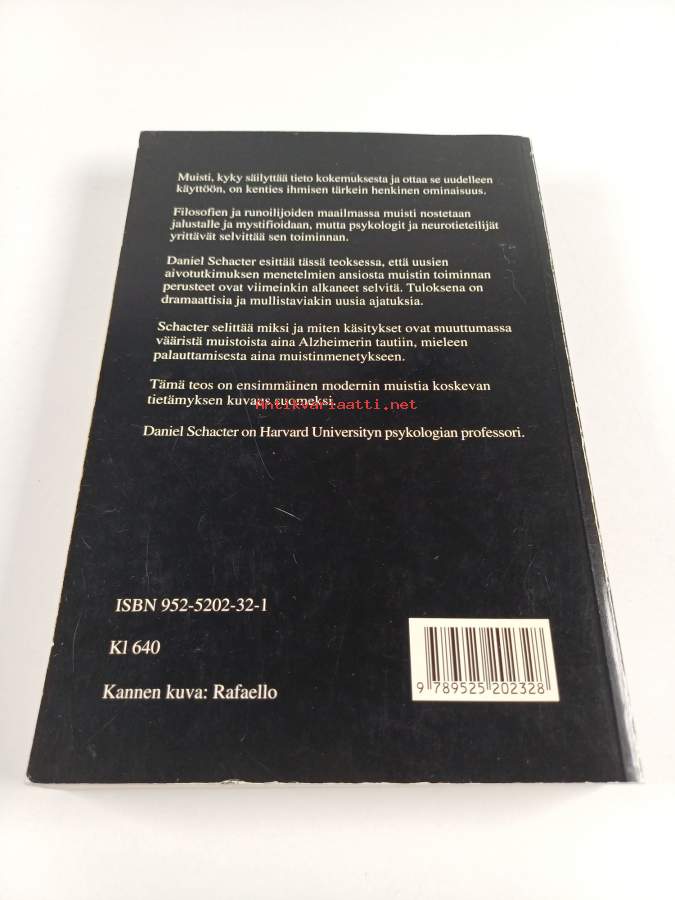 Muisti, kyky säilyttää tieto kokemuksesta ja ottaa se uudelleen
käyttöön, on kenties ihmisen tärkein henkinen ominaisuus.
Filosofien ja runoilijoiden maailmassa muisti nostetaan
jalustalle ja mystifioidaan, mutta psykologit ja neurotieteilijät
yrittävät selvittää sen toiminnan.
Daniel Schacter esittää tässä teoksessa, että uusien
aivotutkimuksen menetelmien ansiosta muistin toiminnan
perusteet ovat viimeinkin alkaneet selvitä. Tuloksena on
dramaattisia ja mullistaviakin uusia ajatuksia.
Schacter selittää miksi ja miten käsitykset ovat muuttumassa
vääristä muistoista aina Alzheimerin tautiin, mieleen
palauttamisesta aina muistinmenetykseen.
Tämä teos on ensimmäinen modernin muistia koskevan
tietämyksen kuvaus suomeksi.
Antikvariaatti.net
Daniel Schacter on Harvard Universityn psykologian professori.
ISBN 952-5202-32-1
Kl 640
Kannen kuva: Rafaello
9 789525 202328